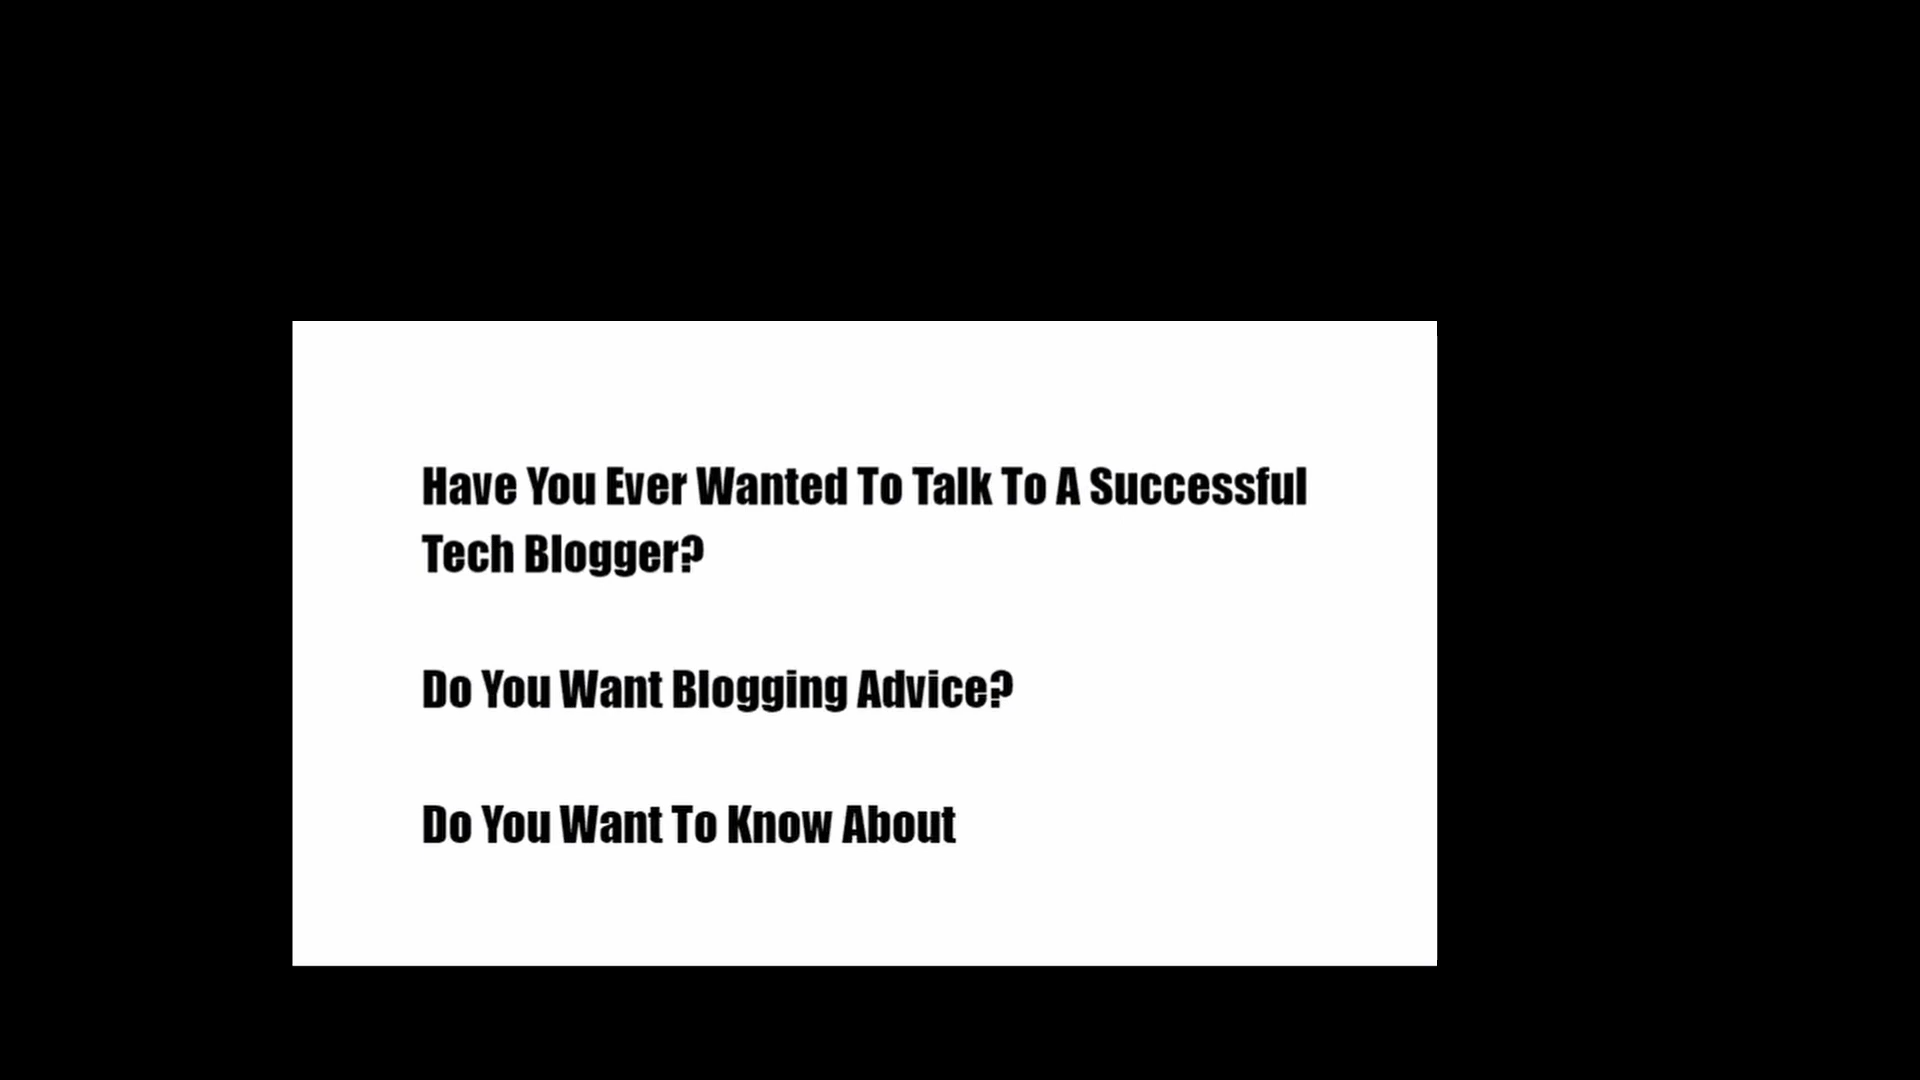 Have You Ever Wanted To Talk To A Successful
Tech Blogger?
Do You Want Blogging Advice?
Do You Want To Know About